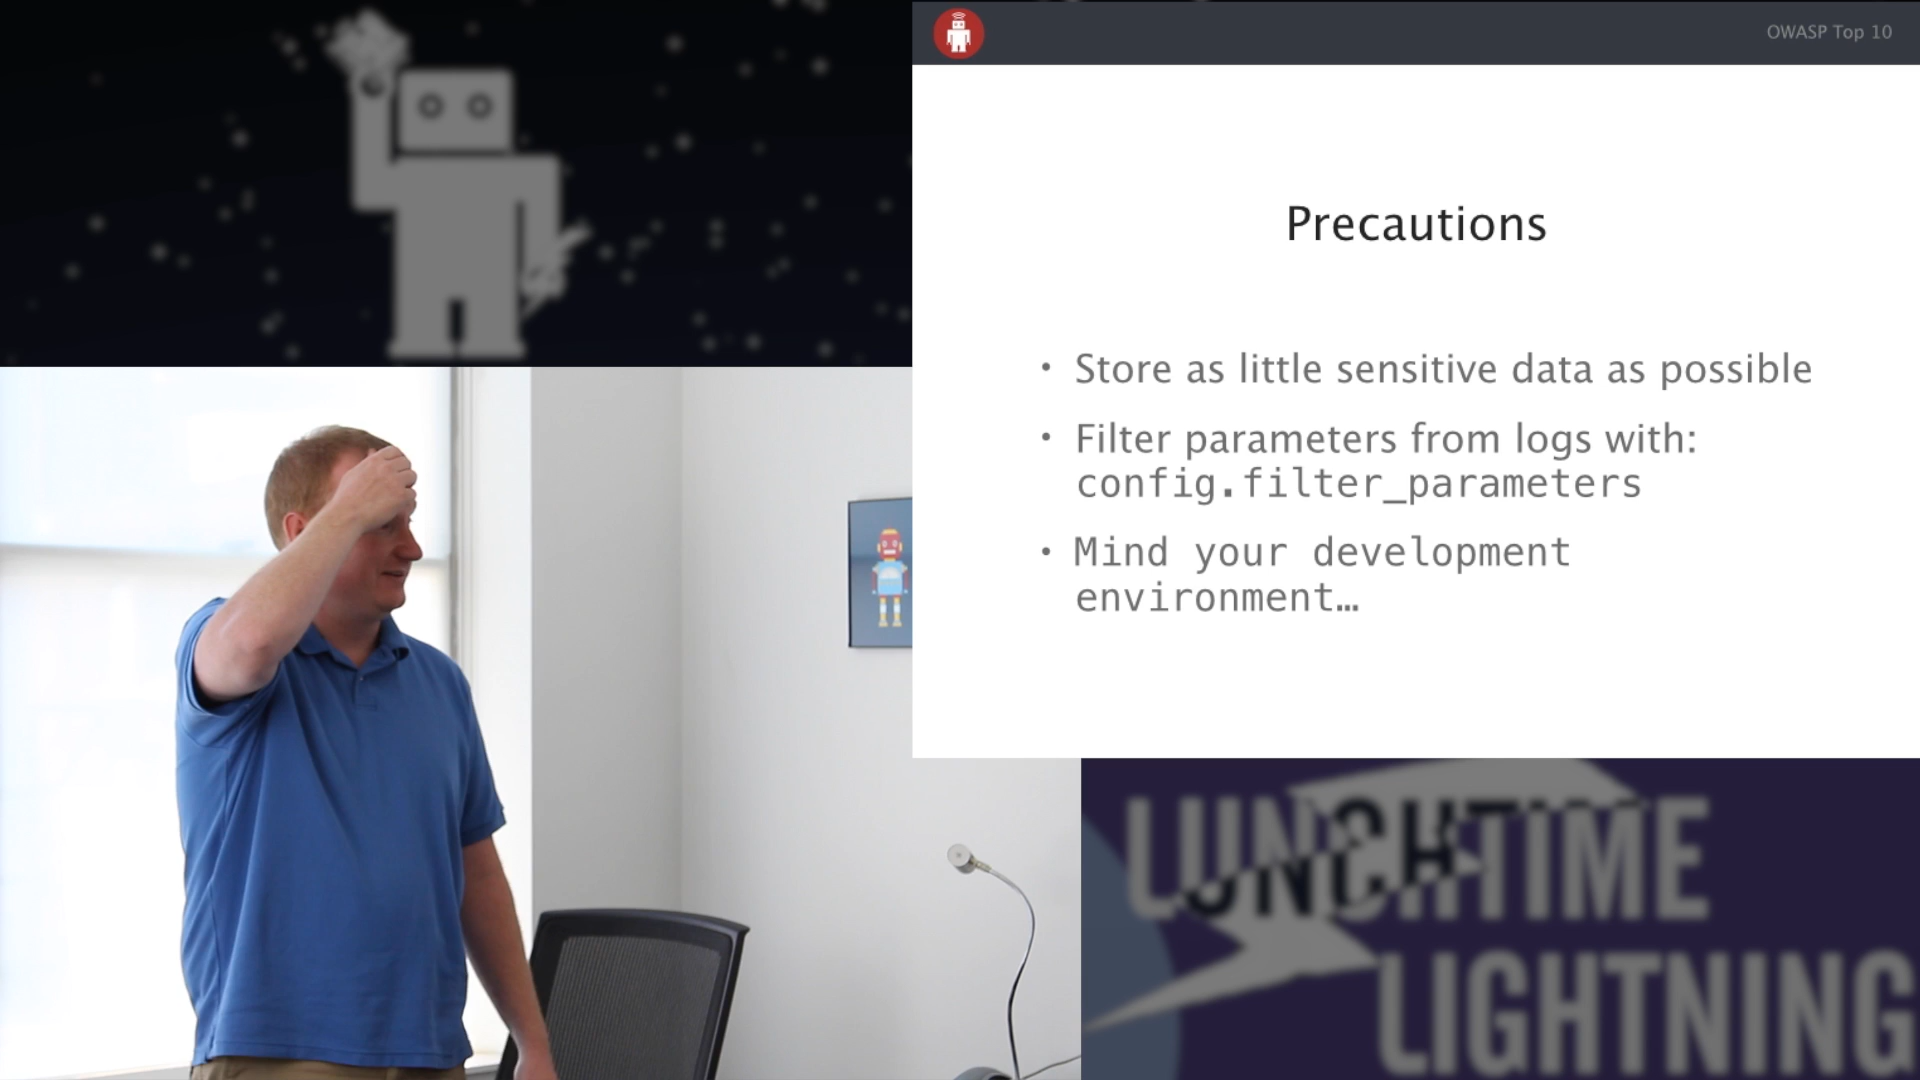 OWASP Top 10
Precautions
• Store as little sensitive data as possible
• Filter parameters from logs with:
config.filter_parameters
• Mind your development
environment…
LUNCHTIME
LIGHTNING